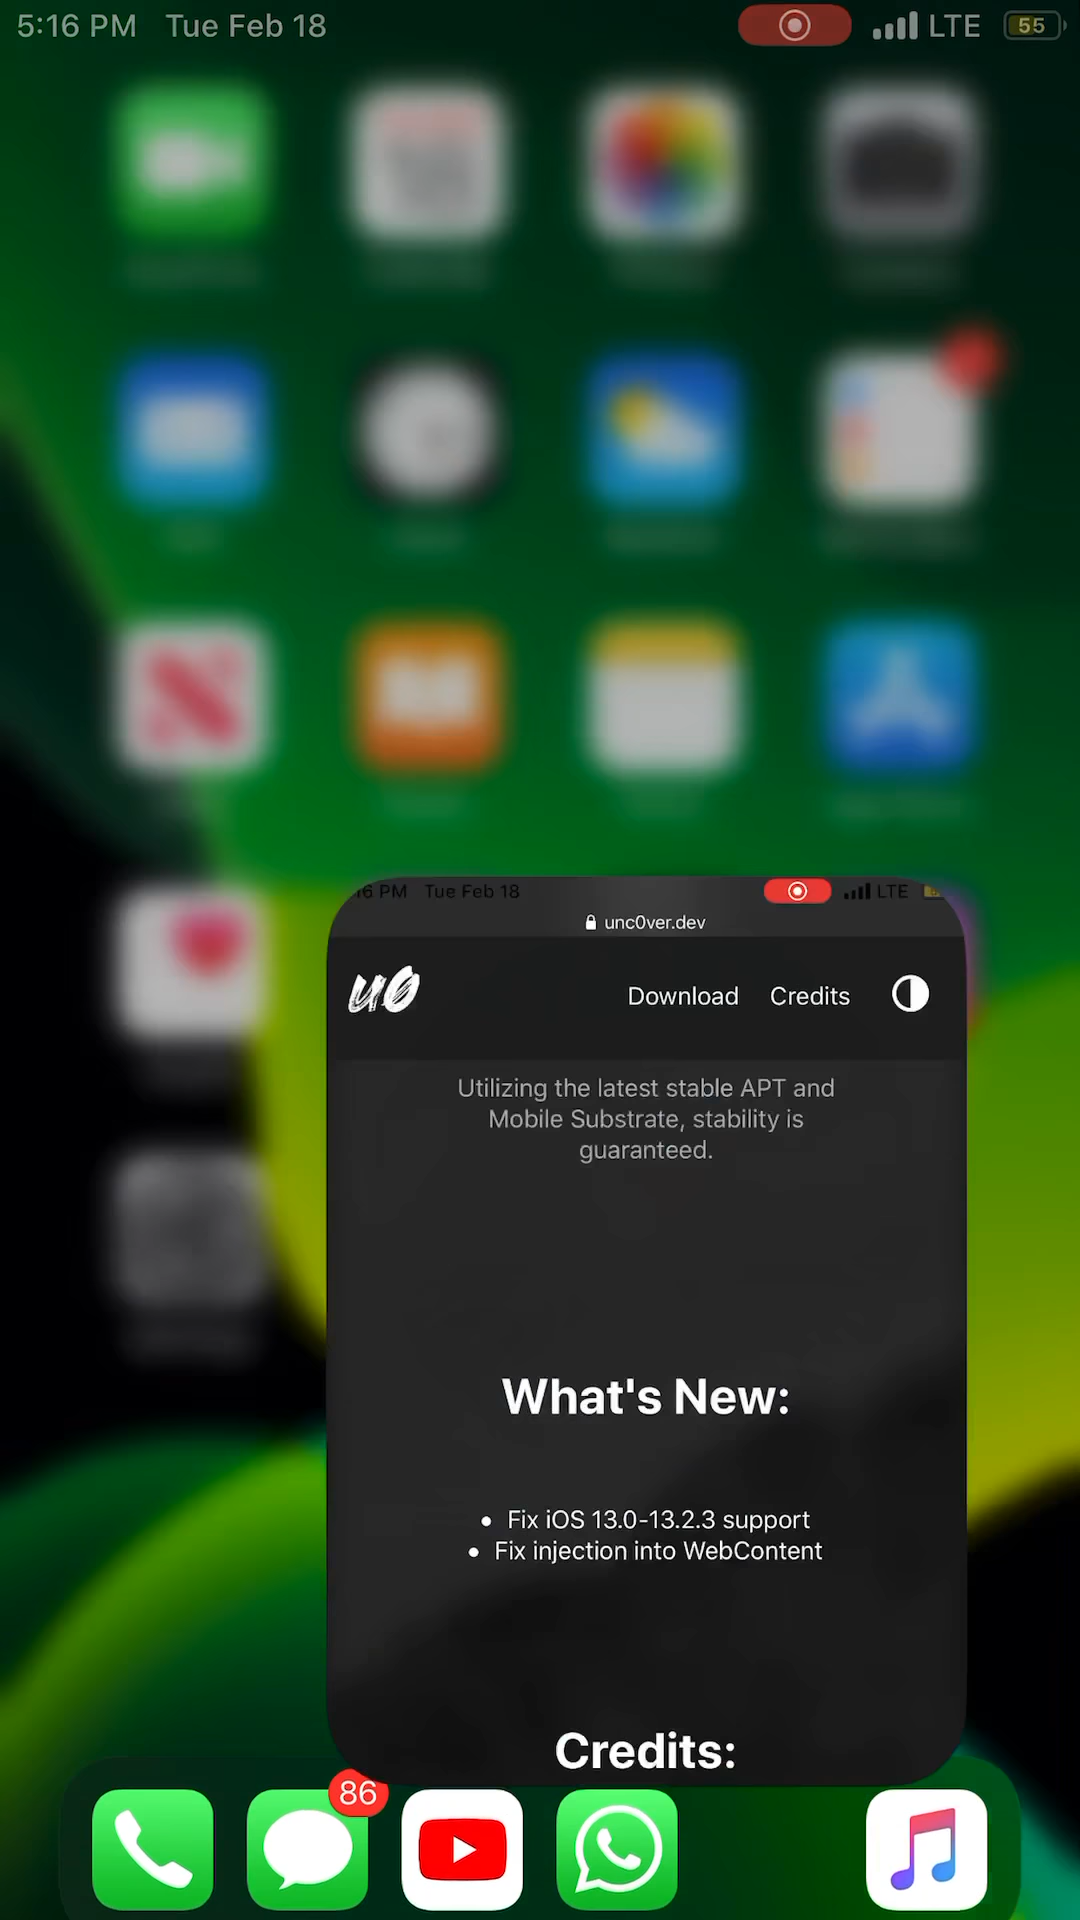 5:16 PM Tue Feb 18 LTE 55
16 PM Tue Feb 18 LTE
unc0ver.dev
u0 Download Credits
Utilizing the latest stable APT and
Mobile Substrate, stability is
guaranteed.
What's New:
• Fix iOS 13.0-13.2.3 support
• Fix injection into WebContent
Credits:
86